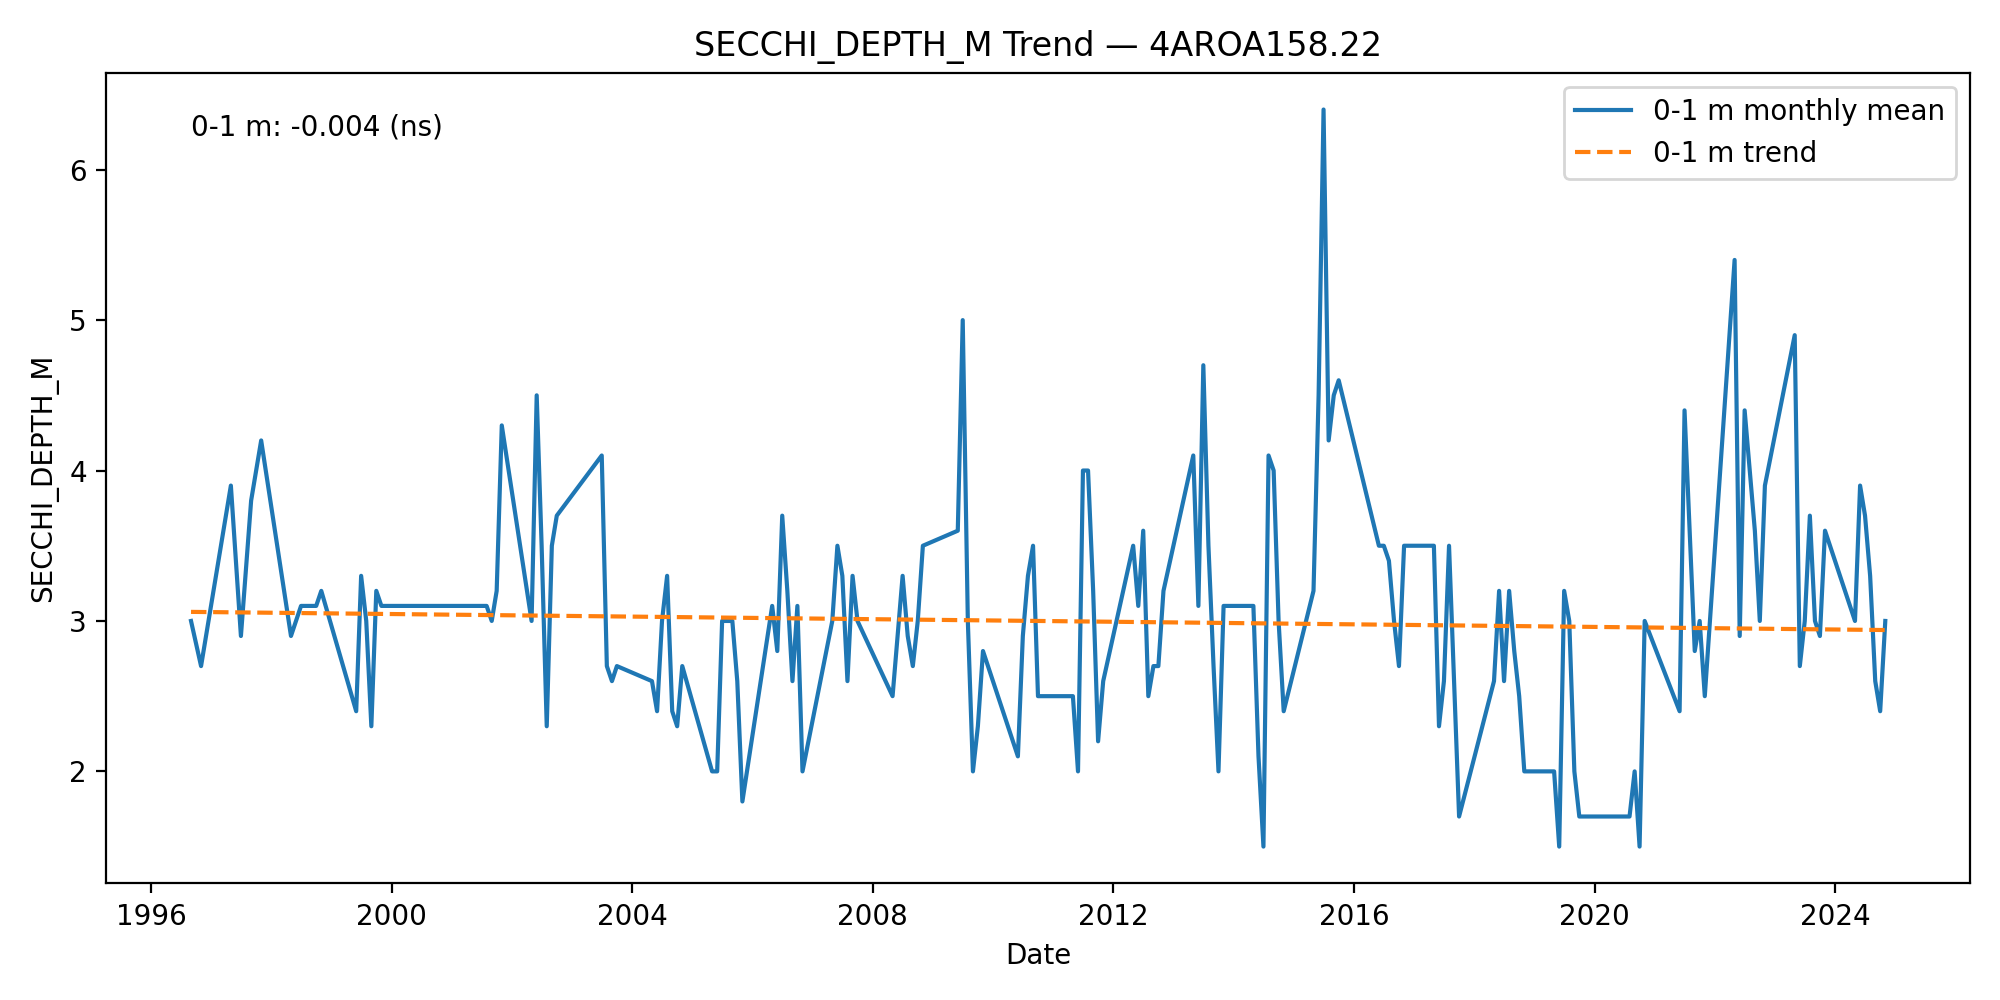 SECCHI_DEPTH_M Trend — 4AROA158.22
0-1 m: -0.004 (ns)
0-1 m monthly mean
0-1 m trend
SECCHI_DEPTH_M
6
5
4
3
2
1996
2000
2004
2008
2012
2016
2020
2024
Date